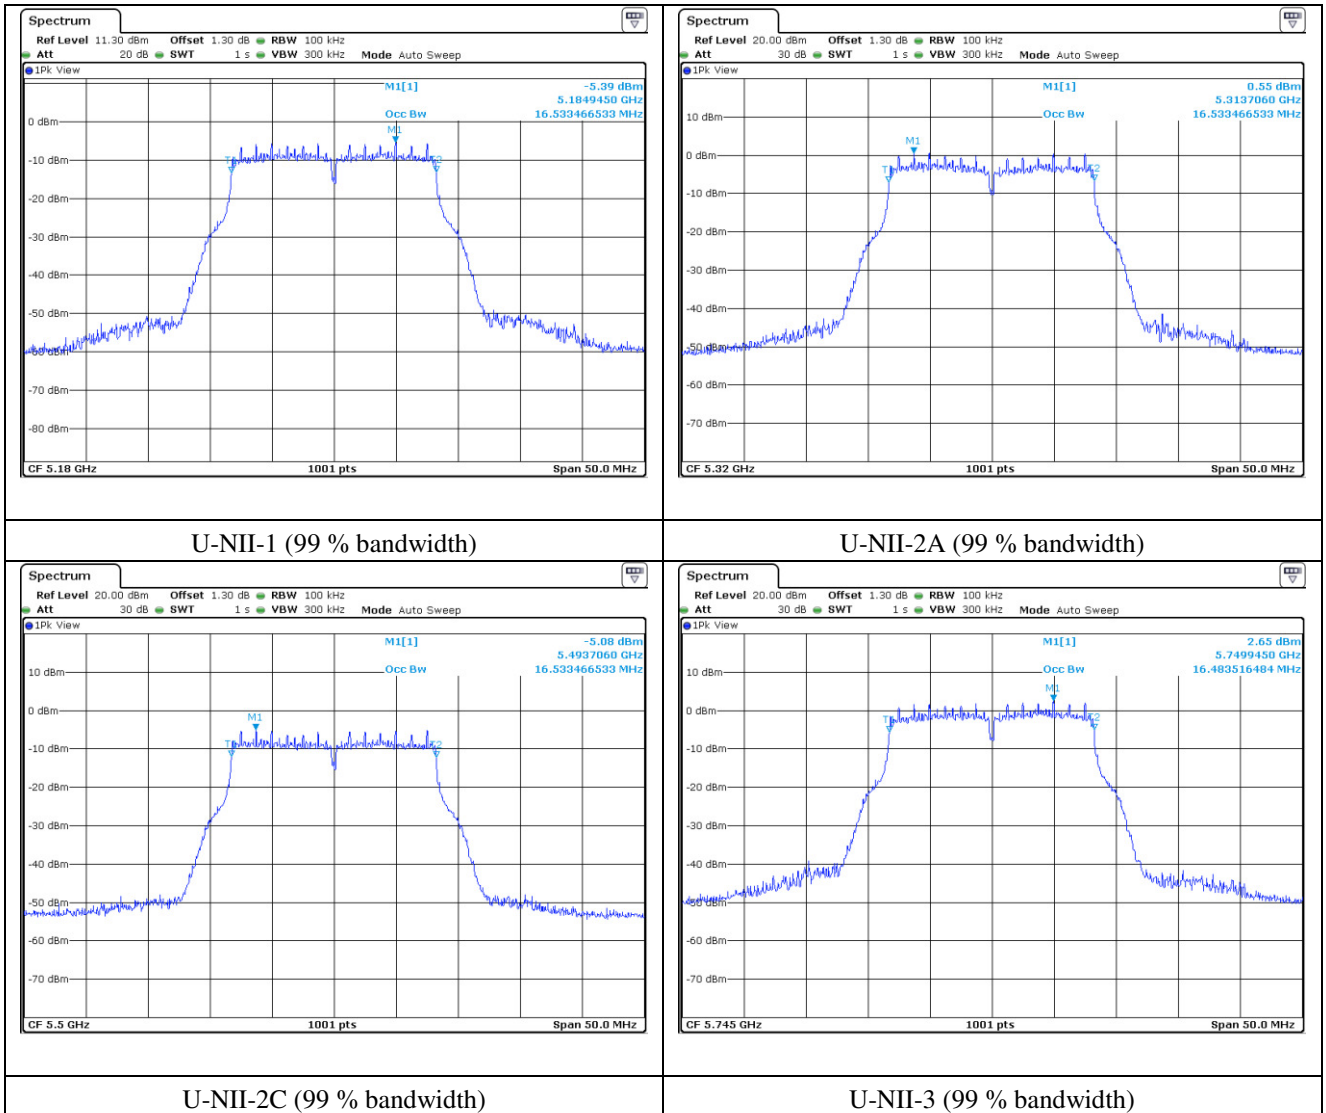 Spectrum
Ref Level 11.30 dBm Offset 1.30 dB RBW 100 kHz
Att 20 dB SWT 1 s VBW 300 kHz Mode Auto Sweep
1Pk View
M1[1] -5.39 dBm
5.1849450 GHz
Occ Bw 16.533466533 MHz
0 dBm
M1
-10 dBm
T2
-20 dBm
-30 dBm
-40 dBm
-50 dBm
-60 dBm
-70 dBm
-80 dBm
CF 5.18 GHz 1001 pts Span 50.0 MHz
U-NII-1 (99 % bandwidth)
Spectrum
Ref Level 20.00 dBm Offset 1.30 dB RBW 100 kHz
Att 30 dB SWT 1 s VBW 300 kHz Mode Auto Sweep
1Pk View
M1[1] 0.55 dBm
5.3137060 GHz
Occ Bw 16.533466533 MHz
10 dBm
M1
0 dBm
T2
-10 dBm
-20 dBm
-30 dBm
-40 dBm
-50 dBm
-60 dBm
-70 dBm
CF 5.32 GHz 1001 pts Span 50.0 MHz
U-NII-2A (99 % bandwidth)
Spectrum
Ref Level 20.00 dBm Offset 1.30 dB RBW 100 kHz
Att 30 dB SWT 1 s VBW 300 kHz Mode Auto Sweep
1Pk View
M1[1] -5.08 dBm
5.4937060 GHz
Occ Bw 16.533466533 MHz
10 dBm
0 dBm
M1
-10 dBm
T2
-20 dBm
-30 dBm
-40 dBm
-50 dBm
-60 dBm
-70 dBm
CF 5.5 GHz 1001 pts Span 50.0 MHz
U-NII-2C (99 % bandwidth)
Spectrum
Ref Level 20.00 dBm Offset 1.30 dB RBW 100 kHz
Att 30 dB SWT 1 s VBW 300 kHz Mode Auto Sweep
1Pk View
M1[1] 2.65 dBm
5.7499450 GHz
Occ Bw 16.483516484 MHz
10 dBm
M1
0 dBm
T2
-10 dBm
-20 dBm
-30 dBm
-40 dBm
-50 dBm
-60 dBm
-70 dBm
CF 5.745 GHz 1001 pts Span 50.0 MHz
U-NII-3 (99 % bandwidth)